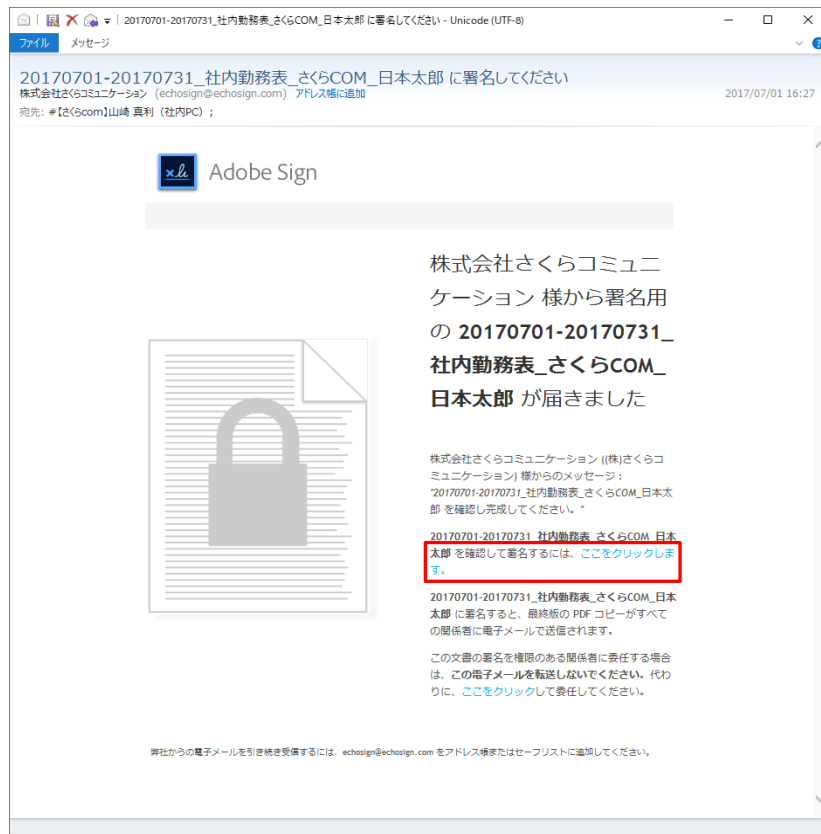 20170701-20170731_社内勤務表_さくらCOM_日本太郎 に署名してください - Unicode (UTF-8)
ファイル メッセージ
20170701-20170731_社内勤務表_さくらCOM_日本太郎 に署名してください
株式会社さくらコミュニケーション (echosign@echosign.com) アドレス帳に追加
2017/07/01 16:27
宛先: #【さくらcom】山崎 真利（社内PC）;
Adobe Sign
株式会社さくらコミュニ
ケーション 様から署名用
の 20170701-20170731_
社内勤務表_さくらCOM_
日本太郎 が届きました
株式会社さくらコミュニケーション ((株)さくらコ
ミュニケーション) 様からのメッセージ：
"20170701-20170731_社内勤務表_さくらCOM_日本太
郎 を確認し完成してください。"
20170701-20170731_社内勤務表_さくらCOM_日本
太郎 を確認して署名するには、ここをクリックしま
す。
20170701-20170731_社内勤務表_さくらCOM_日本
太郎 に署名すると、最終版の PDF コピーがすべて
の関係者に電子メールで送信されます。
この文書の署名を権限のある関係者に委任する場合
は、この電子メールを転送しないでください。代わ
りに、ここをクリックして委任してください。
弊社からの電子メールを引き続き受信するには、echosign@echosign.com をアドレス帳またはセーフリストに追加してください。